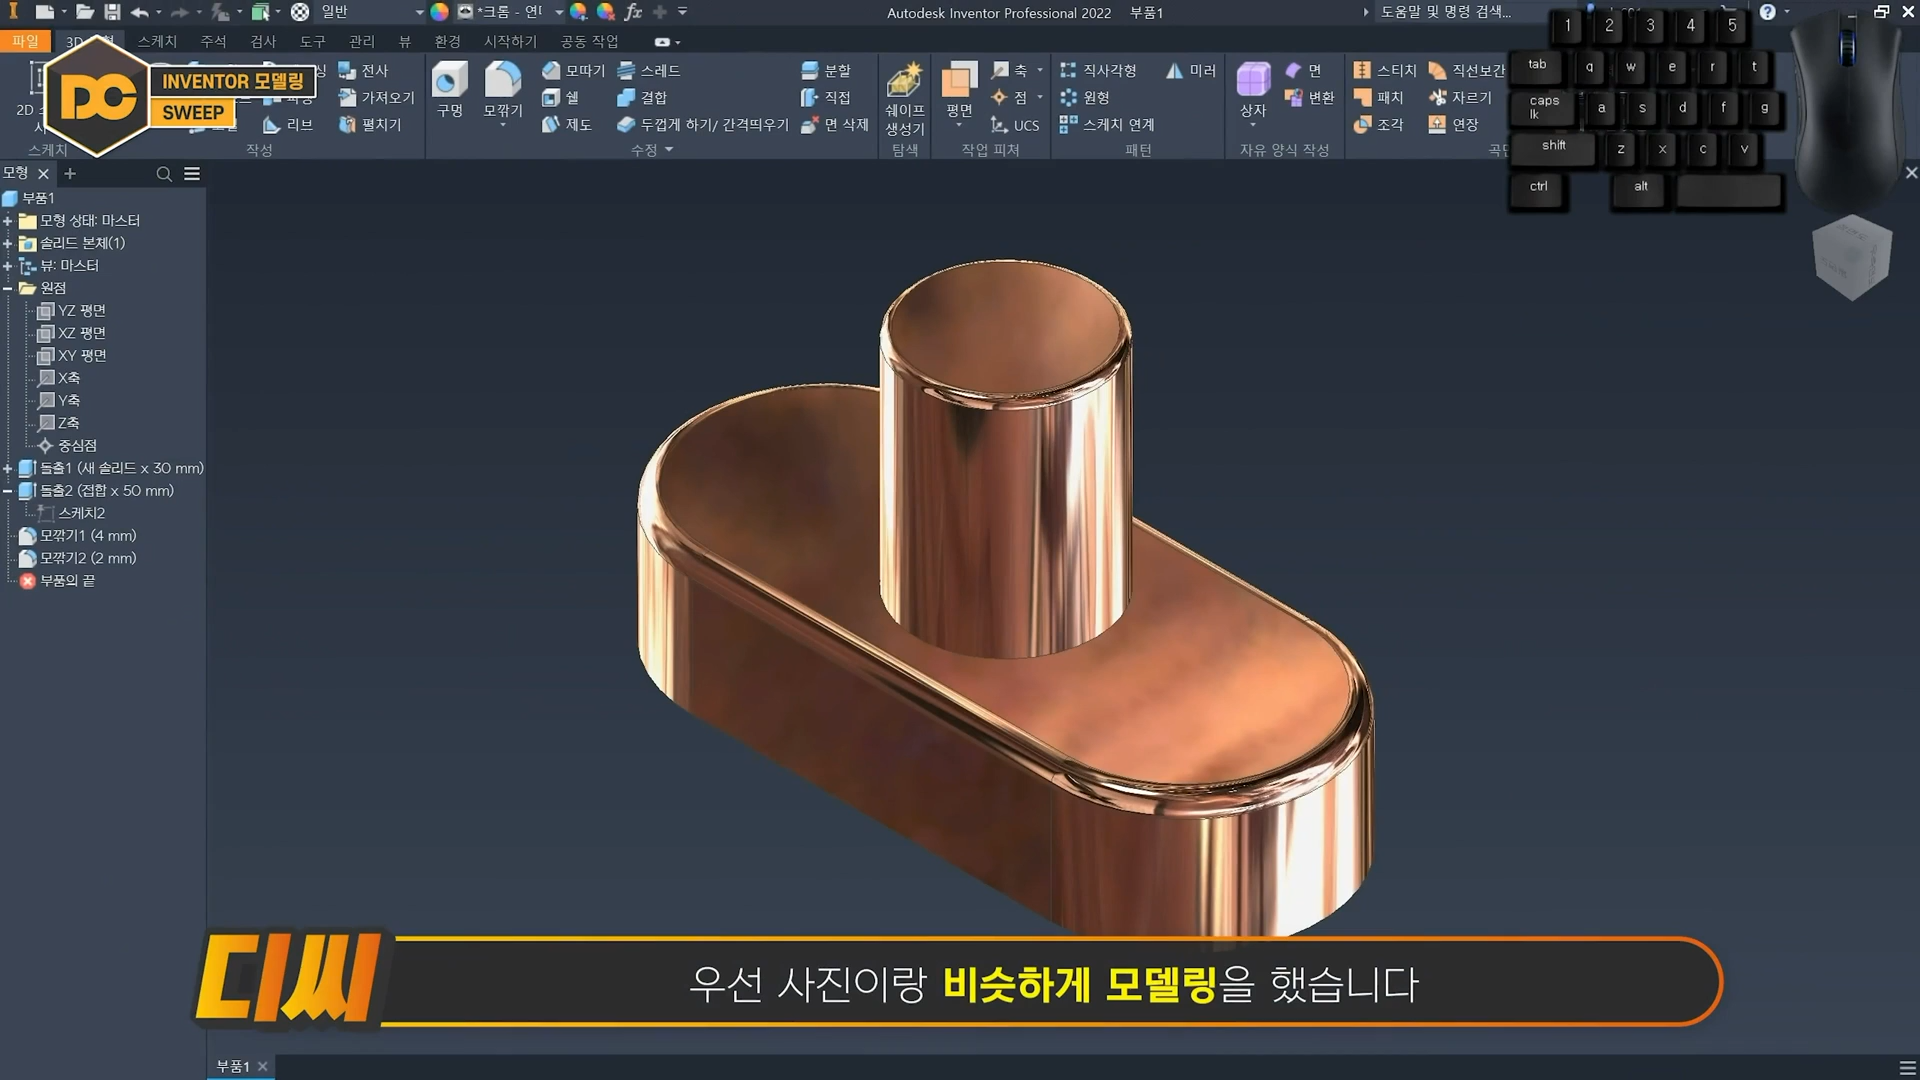 일반
*크롬 - 연
fx
Autodesk Inventor Professional 2022 부품1
도움말 및 명령 검색...
파일
스케치
주석
검사
도구
관리
뷰
환경
시작하기
공동 작업
DC
INVENTOR 모델링
SWEEP
2D
리브
전사
가져오기
펼치기
구멍
모깎기
모따기
쉘
제도
스레드
결합
두껍게 하기/ 간격띄우기
분할
직접
면 삭제
쉐이프
생성기
평면
축
점
UCS
직사각형
원형
스케치 연계
미러
상자
면
변환
스티치
패치
조각
직선보간
자르기
연장
스케치
작성
수정
탐색
작업 피쳐
패턴
자유 양식 작성
1 2 3 4 5
tab q w e r t
caps
lk
a s d f g
shift z x c v
ctrl alt
모형
부품1
모형 상태: 마스터
솔리드 본체(1)
뷰: 마스터
원점
YZ 평면
XZ 평면
XY 평면
X축
Y축
Z축
중심점
돌출1 (새 솔리드 x 30 mm)
돌출2 (접합 x 50 mm)
스케치2
모깎기1 (4 mm)
모깎기2 (2 mm)
부품의 끝
디씨
우선 사진이랑 비슷하게 모델링을 했습니다
부품1